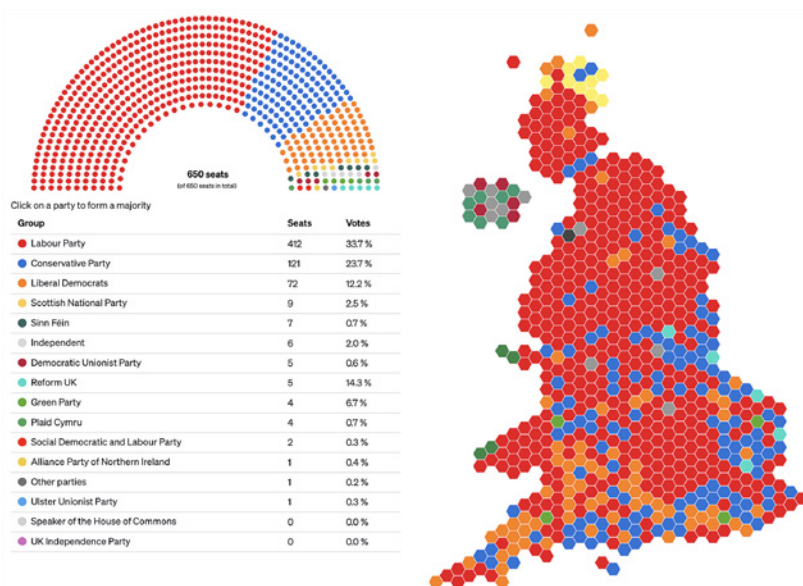 650 seats
(of 650 seats in total)
Click on a party to form a majority
Group Seats Votes
Labour Party 412 33.7 %
Conservative Party 121 23.7 %
Liberal Democrats 72 12.2 %
Scottish National Party 9 2.5 %
Sinn Féin 7 0.7 %
Independent 6 2.0 %
Democratic Unionist Party 5 0.6 %
Reform UK 5 14.3 %
Green Party 4 6.7 %
Plaid Cymru 4 0.7 %
Social Democratic and Labour Party 2 0.3 %
Alliance Party of Northern Ireland 1 0.4 %
Other parties 1 0.2 %
Ulster Unionist Party 1 0.3 %
Speaker of the House of Commons 0 0.0 %
UK Independence Party 0 0.0 %